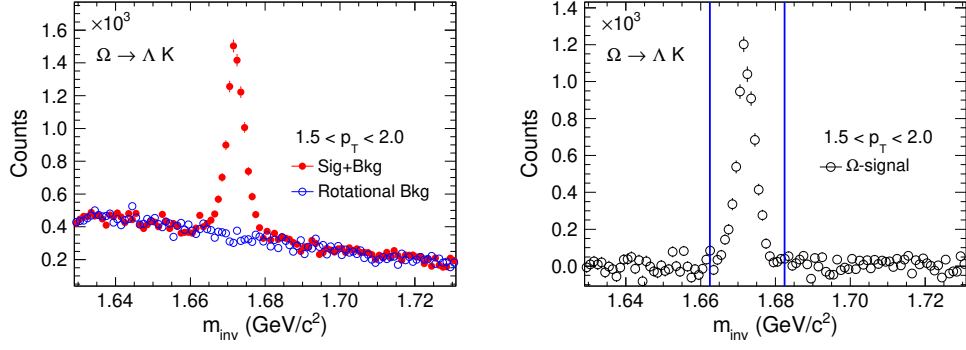 ×10³
Ω → Λ K
1.5 < p_T < 2.0
Sig+Bkg
Rotational Bkg
Counts
1.6
1.4
1.2
1.0
0.8
0.6
0.4
0.2
1.64 1.66 1.68 1.70 1.72
m_inv (GeV/c²)
×10³
Ω → Λ K
1.5 < p_T < 2.0
Ω-signal
Counts
1.4
1.2
1.0
0.8
0.6
0.4
0.2
0.0
1.64 1.66 1.68 1.70 1.72
m_inv (GeV/c²)